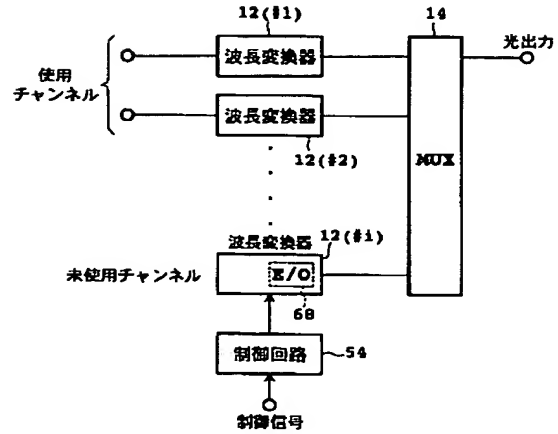 12(#1)
14
波長変換器
光出力
使用
チャンネル
波長変換器
12(#2)
MUX
波長変換器
12(#i)
未使用チャンネル
E/O
68
制御回路
54
制御信号